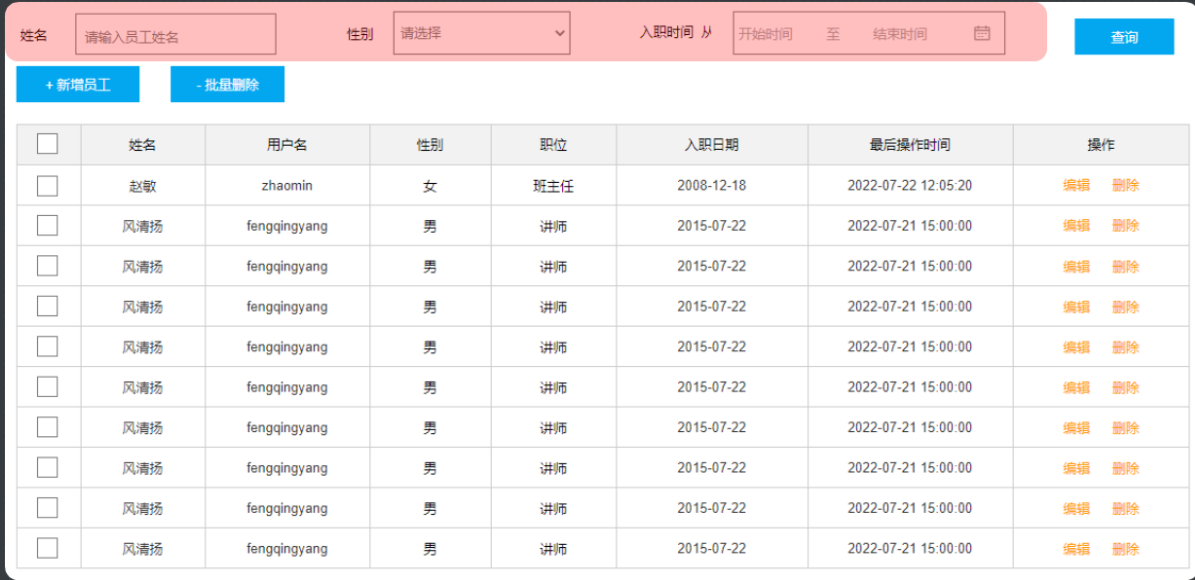 姓名 请输入员工姓名 性别 请选择 入职时间 从 开始时间 至 结束时间 查询
+ 新增员工 - 批量删除
姓名 用户名 性别 职位 入职日期 最后操作时间 操作
赵敏 zhaomin 女 班主任 2008-12-18 2022-07-22 12:05:20 编辑 删除
风清扬 fengqingyang 男 讲师 2015-07-22 2022-07-21 15:00:00 编辑 删除
风清扬 fengqingyang 男 讲师 2015-07-22 2022-07-21 15:00:00 编辑 删除
风清扬 fengqingyang 男 讲师 2015-07-22 2022-07-21 15:00:00 编辑 删除
风清扬 fengqingyang 男 讲师 2015-07-22 2022-07-21 15:00:00 编辑 删除
风清扬 fengqingyang 男 讲师 2015-07-22 2022-07-21 15:00:00 编辑 删除
风清扬 fengqingyang 男 讲师 2015-07-22 2022-07-21 15:00:00 编辑 删除
风清扬 fengqingyang 男 讲师 2015-07-22 2022-07-21 15:00:00 编辑 删除
风清扬 fengqingyang 男 讲师 2015-07-22 2022-07-21 15:00:00 编辑 删除
风清扬 fengqingyang 男 讲师 2015-07-22 2022-07-21 15:00:00 编辑 删除